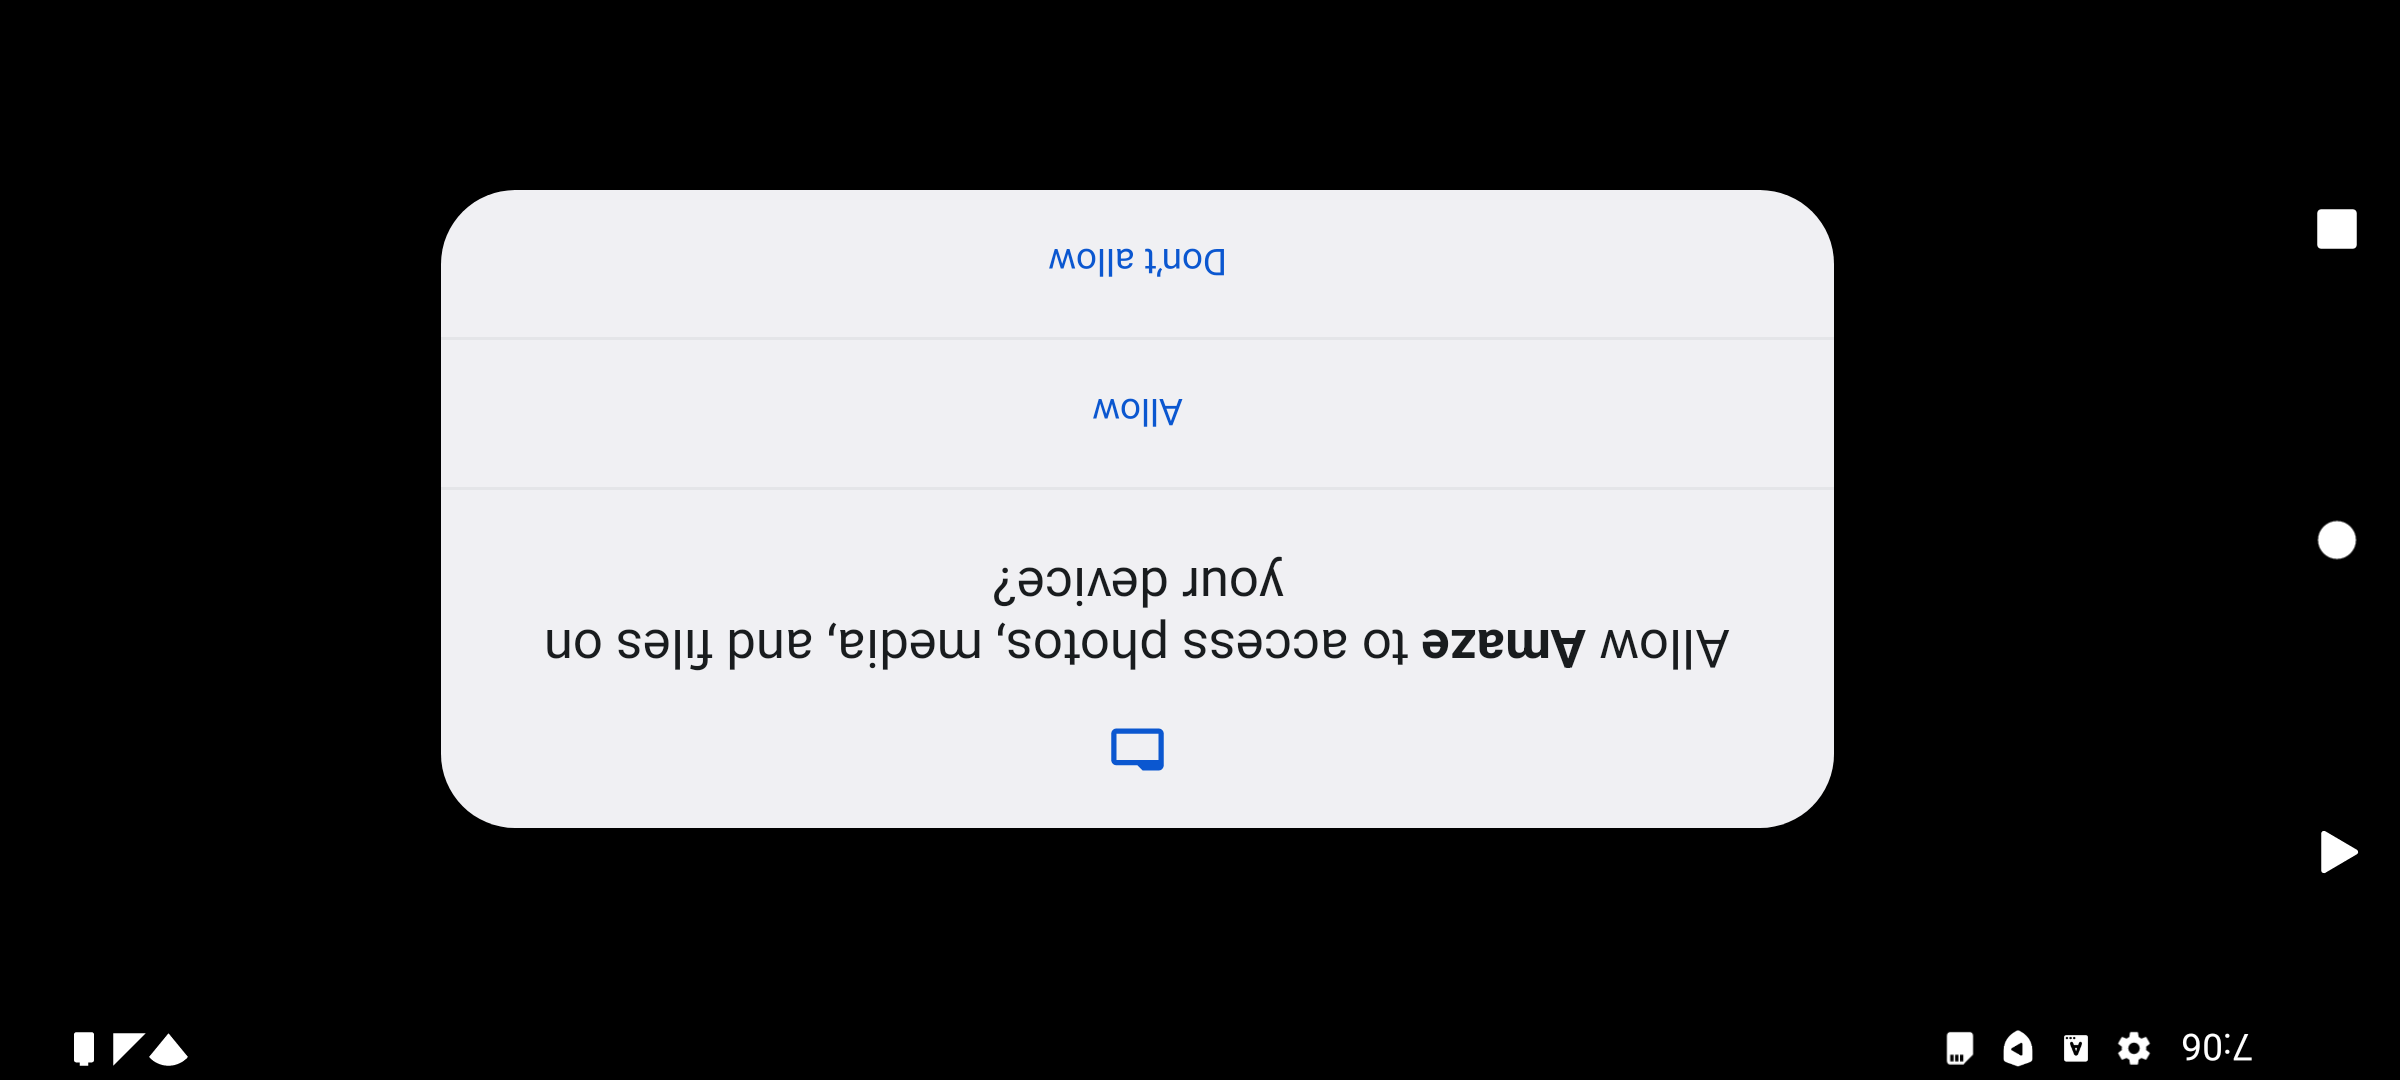 7:06
Allow Amaze to access photos, media, and files on
your device?
Allow
Don't allow